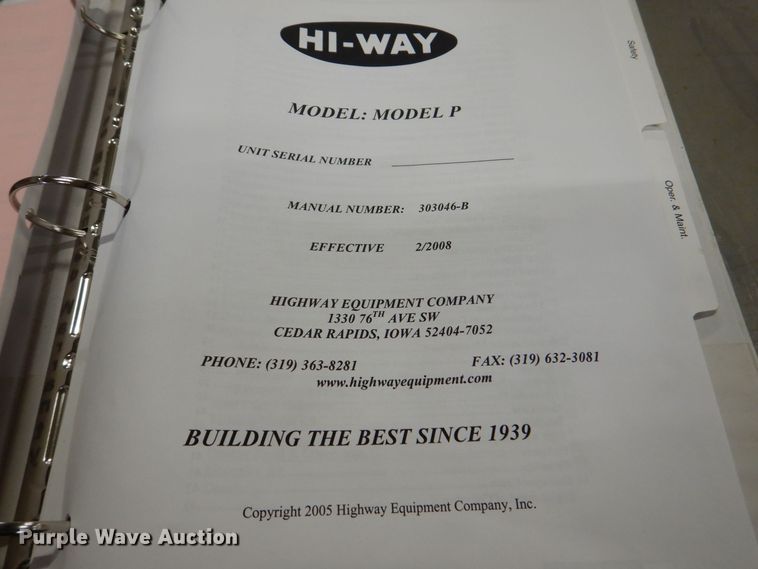 HI-WAY
MODEL: MODEL P
UNIT SERIAL NUMBER
MANUAL NUMBER: 303046-B
EFFECTIVE 2/2008
HIGHWAY EQUIPMENT COMPANY
1330 76TH AVE SW
CEDAR RAPIDS, IOWA 52404-7052
PHONE: (319) 363-8281 FAX: (319) 632-3081
www.highwayequipment.com
BUILDING THE BEST SINCE 1939
Copyright 2005 Highway Equipment Company, Inc.
Safety
Oper. & Maint.
Purple Wave Auction